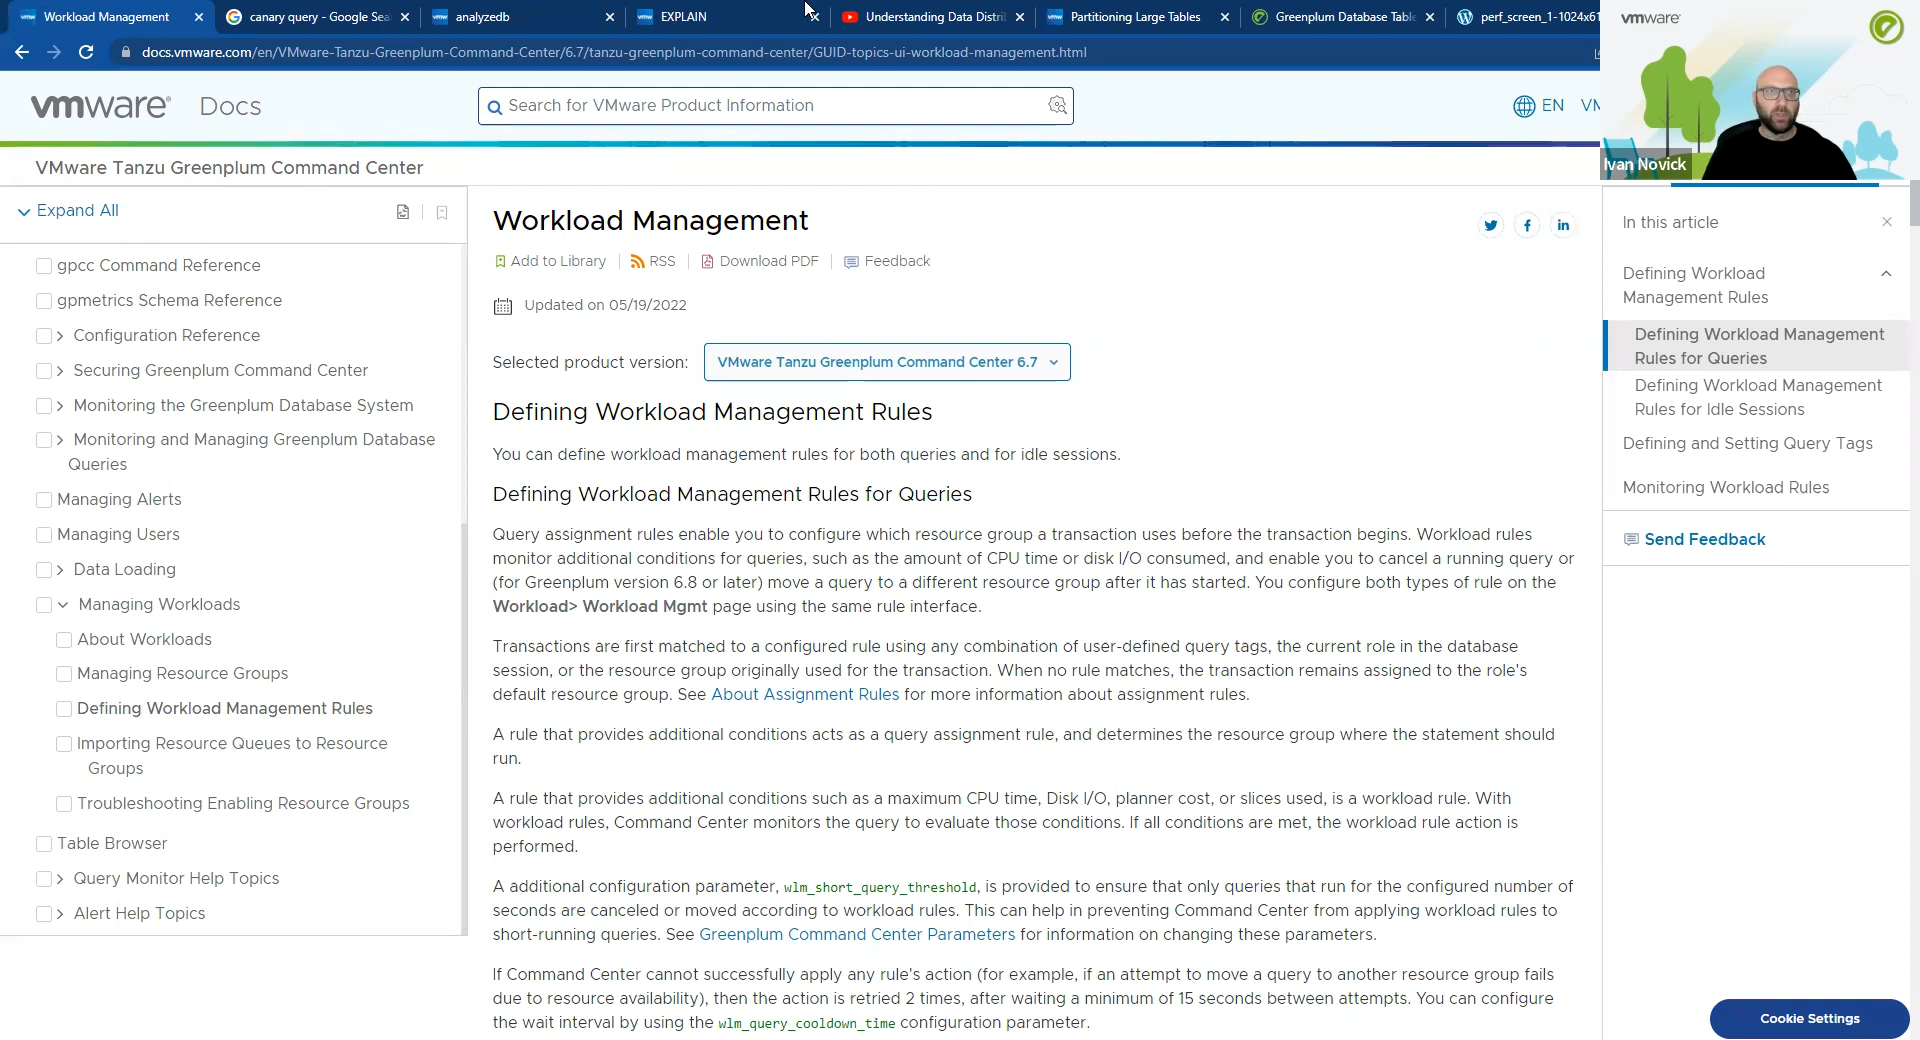 Workload Management
canary query - Google Sea
analyzedb
EXPLAIN
Understanding Data Distri
Partitioning Large Tables
Greenplum Database Table
perf_screen_1-1024x61
docs.vmware.com/en/VMware-Tanzu-Greenplum-Command-Center/6.7/tanzu-greenplum-command-center/GUID-topics-ui-workload-management.html
vmware
Ivan Novick
vmware Docs
Search for VMware Product Information
EN VM
VMware Tanzu Greenplum Command Center
Expand All
gpcc Command Reference
gpmetrics Schema Reference
Configuration Reference
Securing Greenplum Command Center
Monitoring the Greenplum Database System
Monitoring and Managing Greenplum Database
Queries
Managing Alerts
Managing Users
Data Loading
Managing Workloads
About Workloads
Managing Resource Groups
Defining Workload Management Rules
Importing Resource Queues to Resource
Groups
Troubleshooting Enabling Resource Groups
Table Browser
Query Monitor Help Topics
Alert Help Topics
Workload Management
Add to Library
RSS
Download PDF
Feedback
Updated on 05/19/2022
Selected product version: VMware Tanzu Greenplum Command Center 6.7
Defining Workload Management Rules
You can define workload management rules for both queries and for idle sessions.
Defining Workload Management Rules for Queries
Query assignment rules enable you to configure which resource group a transaction uses before the transaction begins. Workload rules
monitor additional conditions for queries, such as the amount of CPU time or disk I/O consumed, and enable you to cancel a running query or
(for Greenplum version 6.8 or later) move a query to a different resource group after it has started. You configure both types of rule on the
Workload> Workload Mgmt page using the same rule interface.
Transactions are first matched to a configured rule using any combination of user-defined query tags, the current role in the database
session, or the resource group originally used for the transaction. When no rule matches, the transaction remains assigned to the role's
default resource group. See About Assignment Rules for more information about assignment rules.
A rule that provides additional conditions acts as a query assignment rule, and determines the resource group where the statement should
run.
A rule that provides additional conditions such as a maximum CPU time, Disk I/O, planner cost, or slices used, is a workload rule. With
workload rules, Command Center monitors the query to evaluate those conditions. If all conditions are met, the workload rule action is
performed.
A additional configuration parameter, wlm_short_query_threshold, is provided to ensure that only queries that run for the configured number of
seconds are canceled or moved according to workload rules. This can help in preventing Command Center from applying workload rules to
short-running queries. See Greenplum Command Center Parameters for information on changing these parameters.
If Command Center cannot successfully apply any rule's action (for example, if an attempt to move a query to another resource group fails
due to resource availability), then the action is retried 2 times, after waiting a minimum of 15 seconds between attempts. You can configure
the wait interval by using the wlm_query_cooldown_time configuration parameter.
In this article
Defining Workload
Management Rules
Defining Workload Management
Rules for Queries
Defining Workload Management
Rules for Idle Sessions
Defining and Setting Query Tags
Monitoring Workload Rules
Send Feedback
Cookie Settings